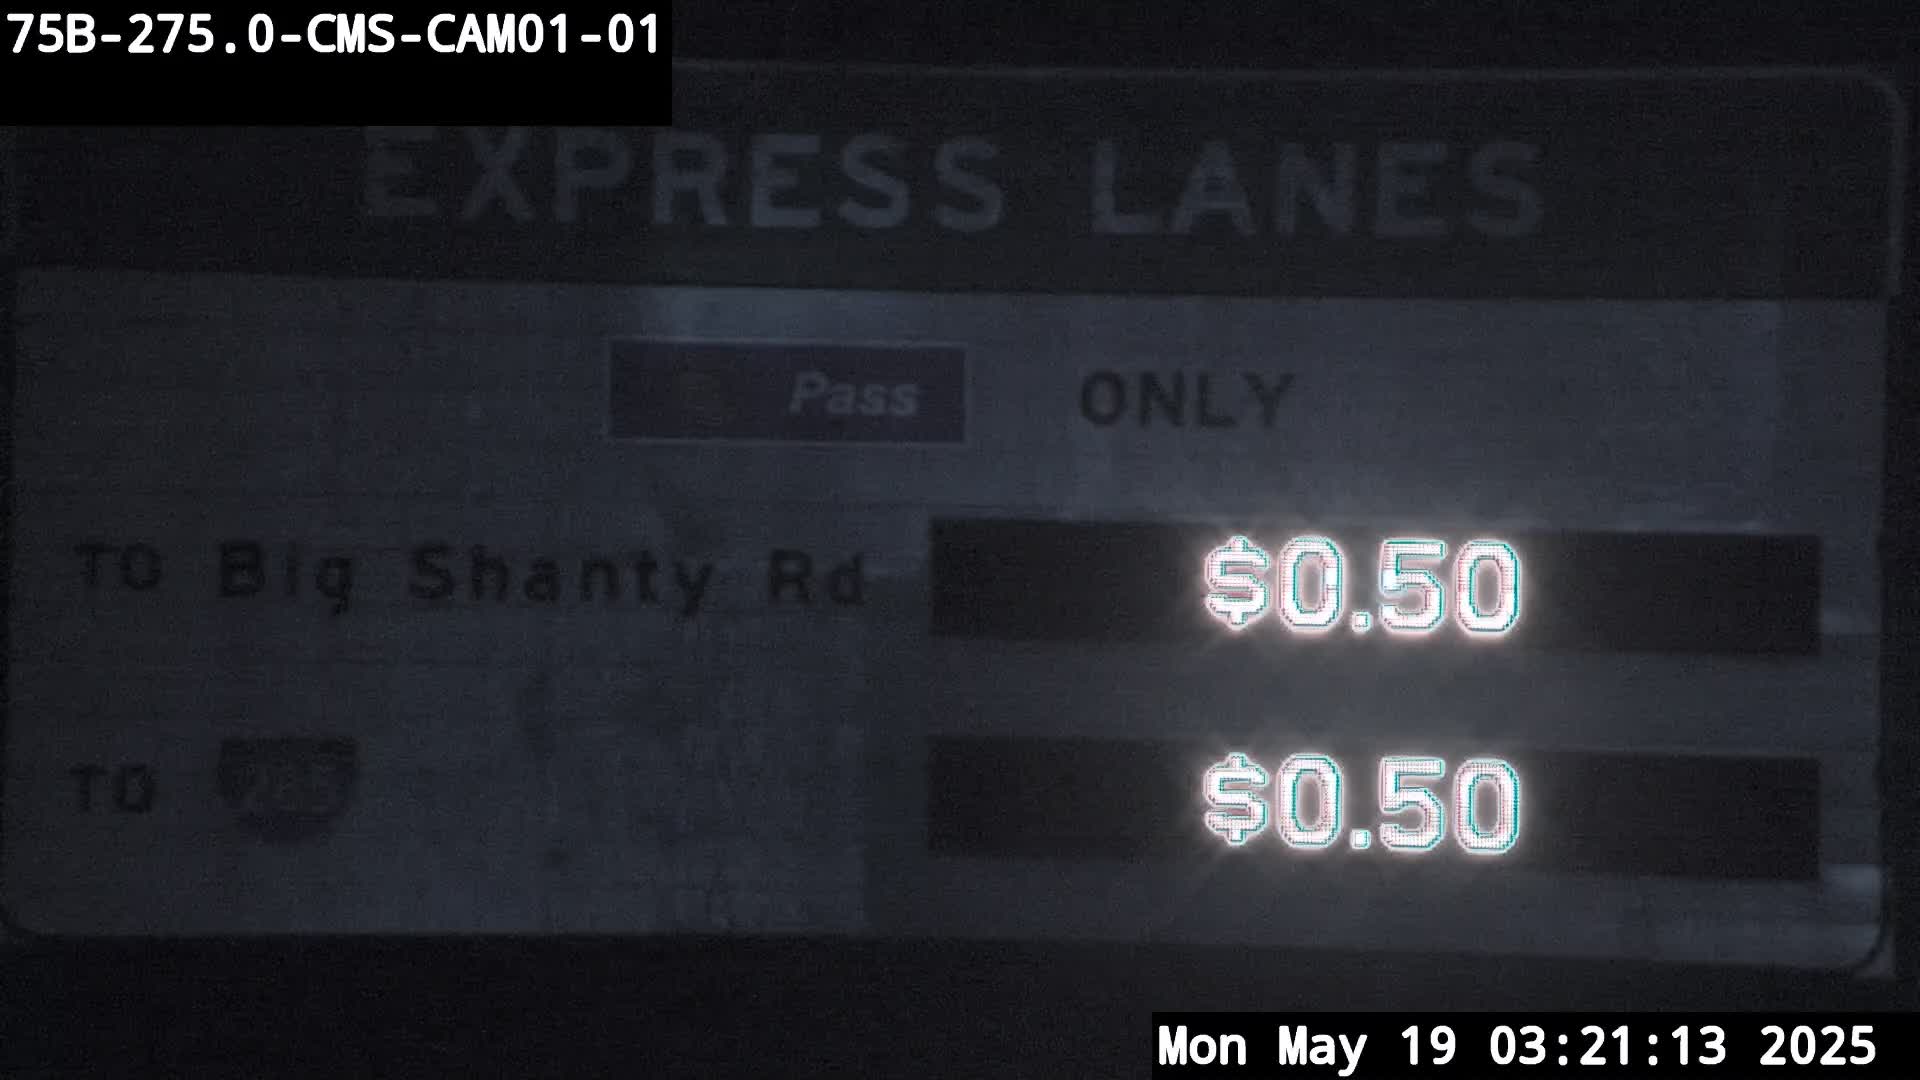 75B-275.0-CMS-CAM01-01
EXPRESS LANES
Pass ONLY
TO Big Shanty Rd $0.50
TO $0.50
Mon May 19 03:21:13 2025